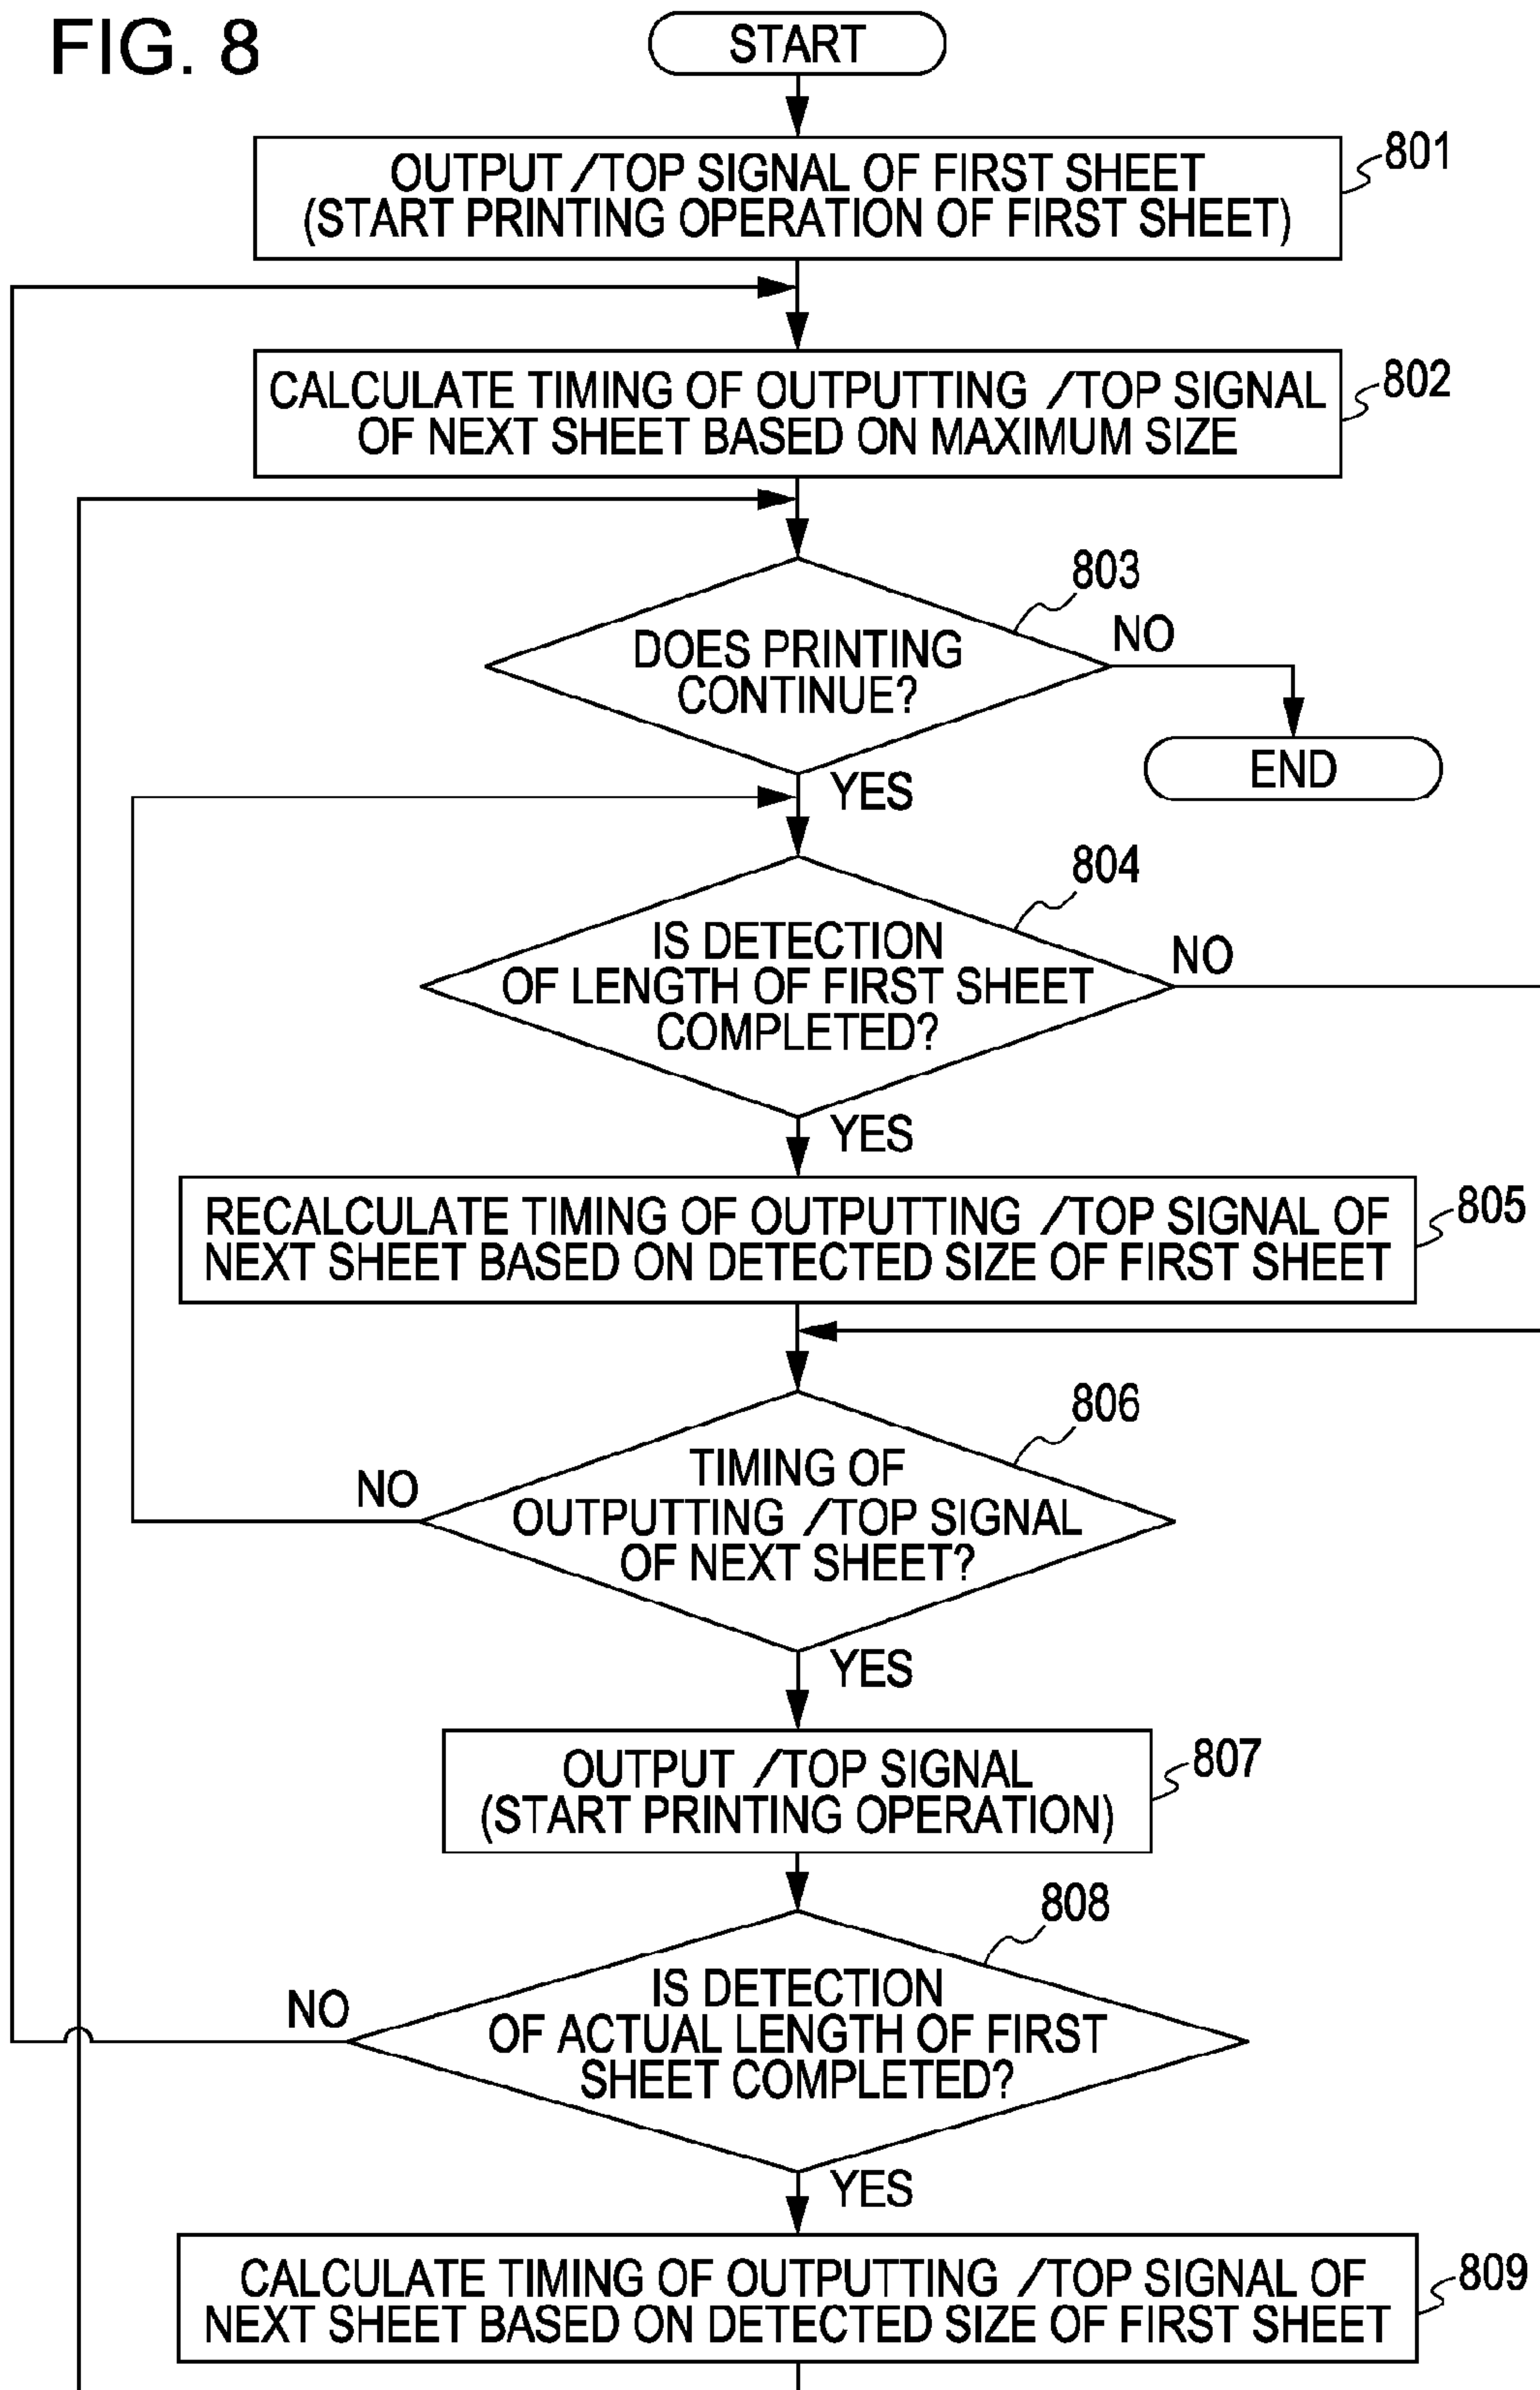 FIG. 8
START
OUTPUT /TOP SIGNAL OF FIRST SHEET
(START PRINTING OPERATION OF FIRST SHEET)
801
CALCULATE TIMING OF OUTPUTTING /TOP SIGNAL
OF NEXT SHEET BASED ON MAXIMUM SIZE
802
803
DOES PRINTING
CONTINUE?
NO
END
YES
804
IS DETECTION
OF LENGTH OF FIRST SHEET
COMPLETED?
NO
YES
RECALCULATE TIMING OF OUTPUTTING /TOP SIGNAL OF
NEXT SHEET BASED ON DETECTED SIZE OF FIRST SHEET
805
806
TIMING OF
OUTPUTTING /TOP SIGNAL
OF NEXT SHEET?
NO
YES
OUTPUT /TOP SIGNAL
(START PRINTING OPERATION)
807
808
IS DETECTION
OF ACTUAL LENGTH OF FIRST
SHEET COMPLETED?
NO
YES
CALCULATE TIMING OF OUTPUTTING /TOP SIGNAL OF
NEXT SHEET BASED ON DETECTED SIZE OF FIRST SHEET
809